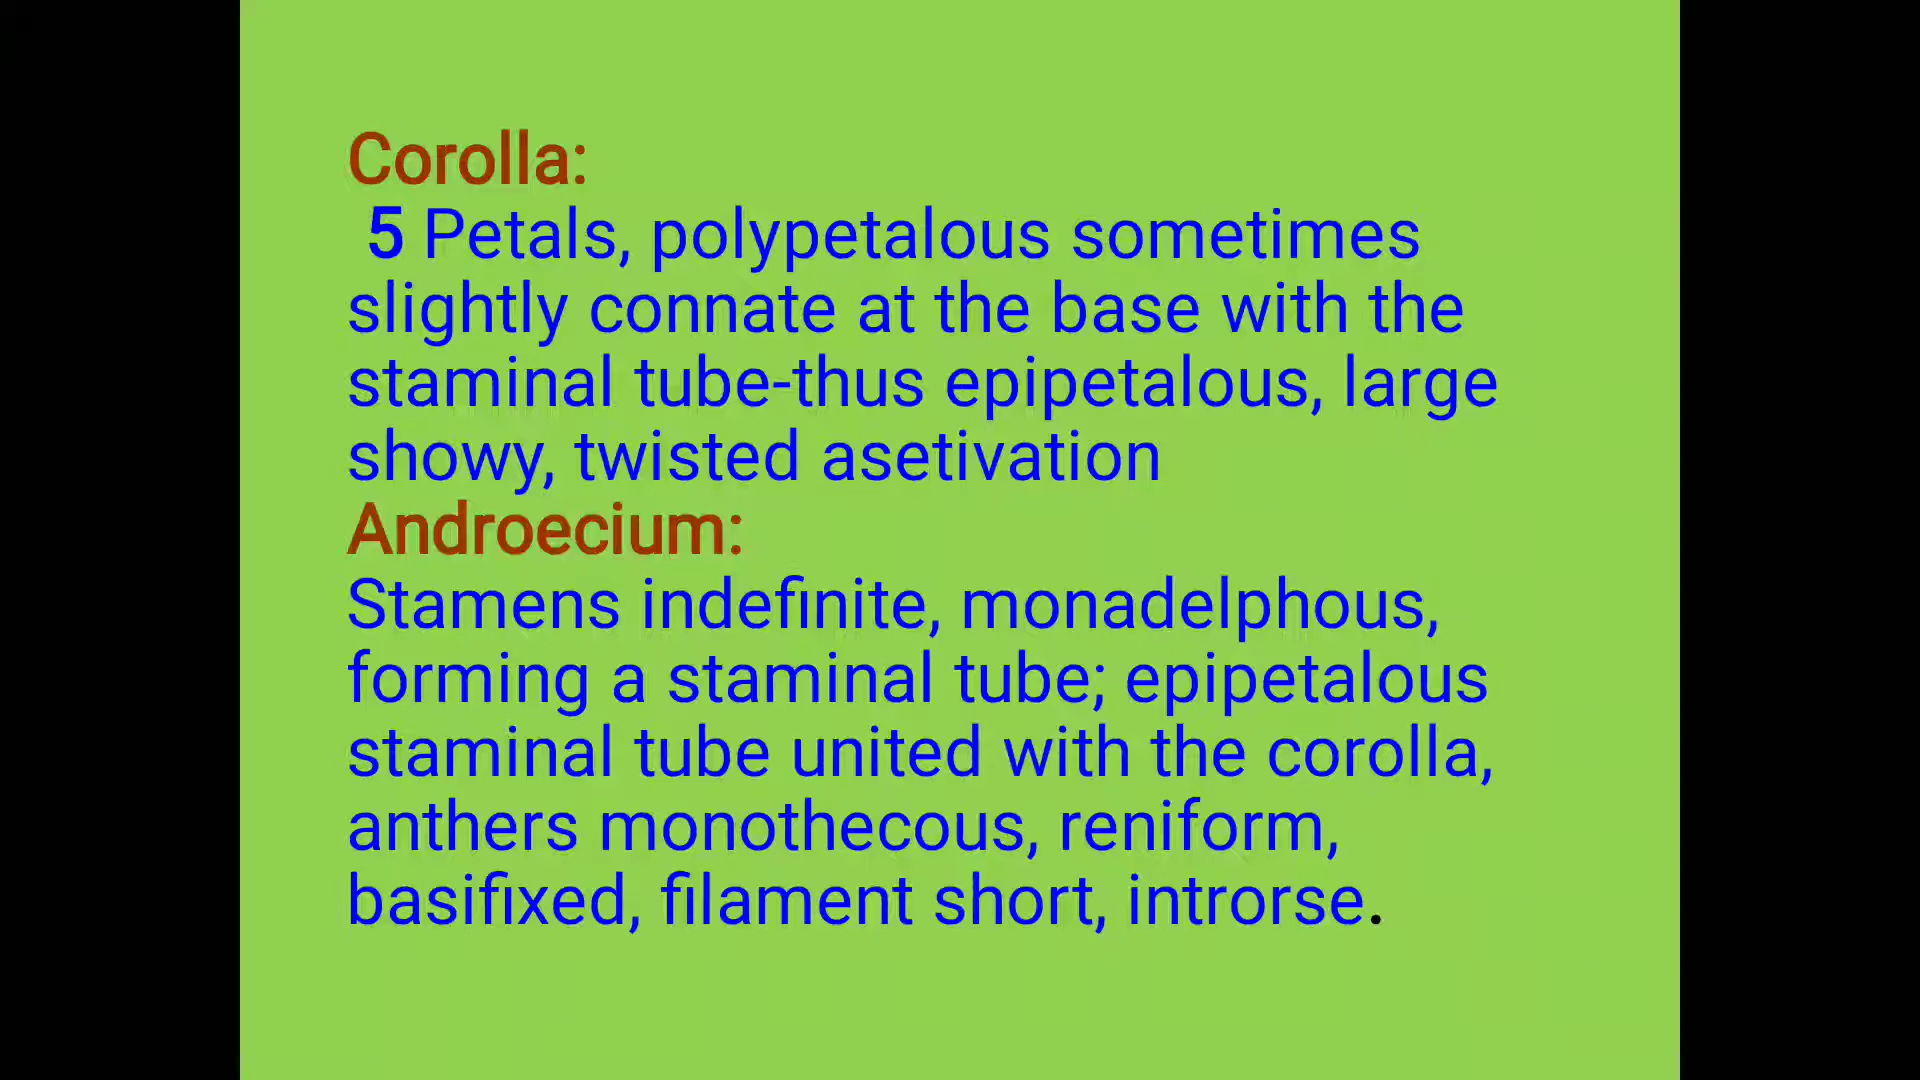 Corolla:
5 Petals, polypetalous sometimes
slightly connate at the base with the
staminal tube-thus epipetalous, large
showy, twisted asetivation
Androecium:
Stamens indefinite, monadelphous,
forming a staminal tube; epipetalous
staminal tube united with the corolla,
anthers monothecous, reniform,
basifixed, filament short, introrse.